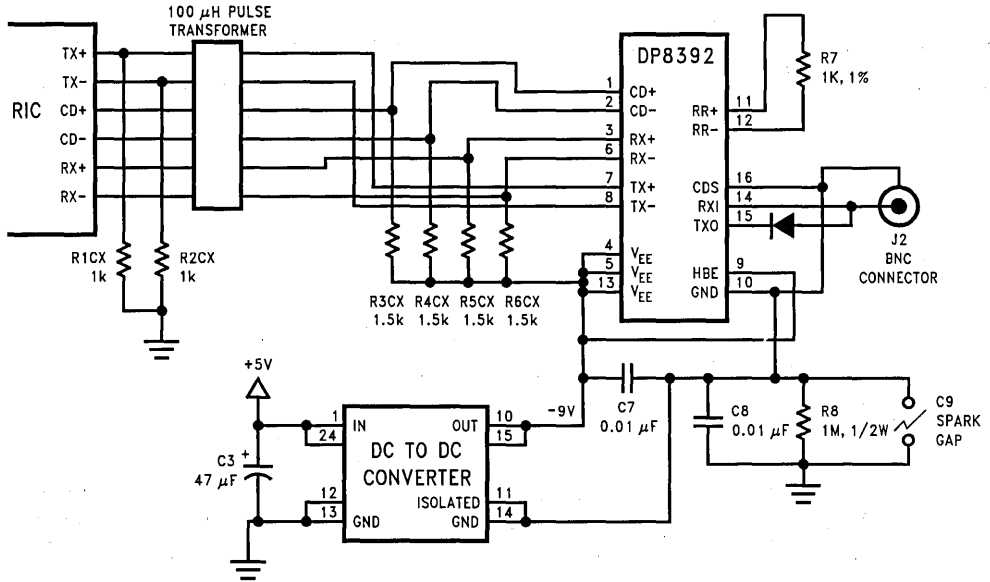 100 μH PULSE
TRANSFORMER
RIC
TX+
TX-
CD+
CD-
RX+
RX-
R1CX
1k
R2CX
1k
DP8392
1 CD+
2 CD-
3 RX+
6 RX-
7 TX+
8 TX-
4 VEE
5 VEE
13 VEE
11 RR+
12 RR-
16 CDS
14 RXI
15 TXO
9 HBE
10 GND
R7
1K, 1%
J2
BNC
CONNECTOR
R3CX R4CX R5CX R6CX
1.5k 1.5k 1.5k 1.5k
+5V
C3 +
47 μF
1 IN
24
12
13 GND
DC TO DC
CONVERTER
OUT 10
15
ISOLATED 11
GND 14
-9V
C7
0.01 μF
C8
0.01 μF
R8
1M, 1/2W
C9
SPARK
GAP